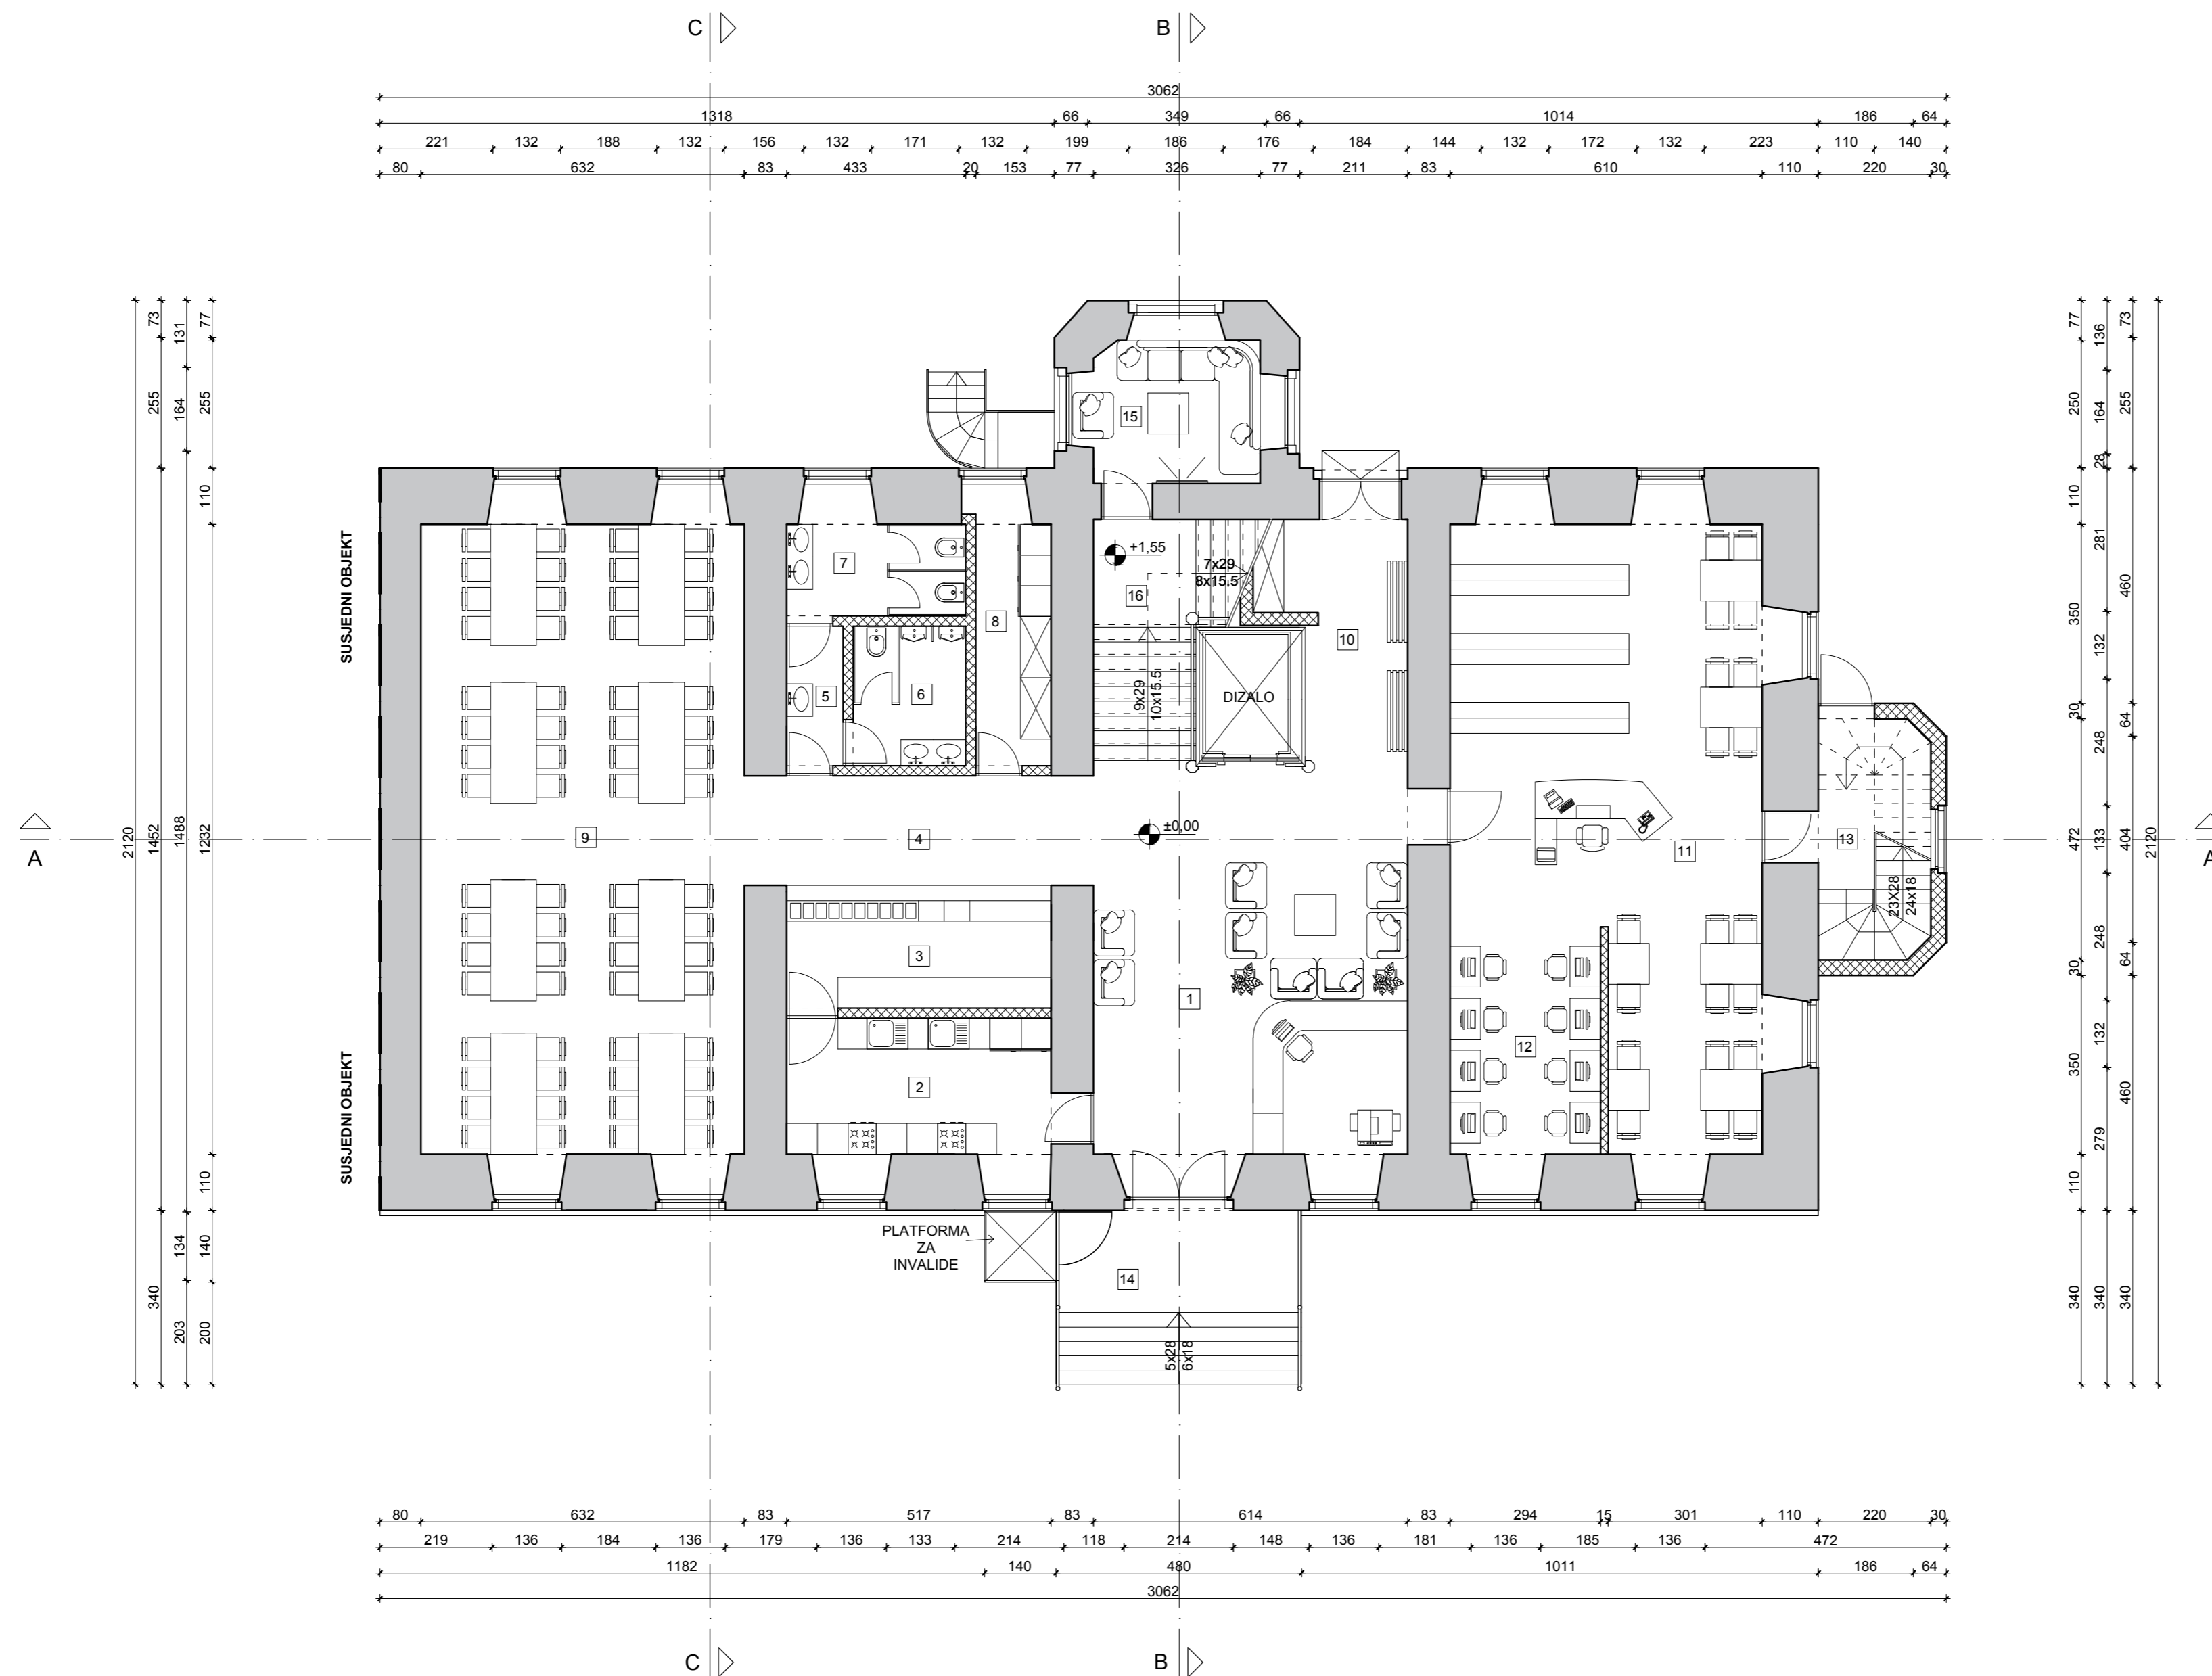 C B
3062
1318 66 349 66 1014 186 64
221 132 188 132 156 132 171 132 199 186 176 184 144 132 172 132 223 110 140
80 632 83 433 20 153 77 326 77 211 83 610 110 220 30
SUSJEDNI OBJEKT
SUSJEDNI OBJEKT
2120
73 255 1452 340
131 164 1488 134 203
77 255 110 1232 110 140 200
77 250 110 281 350 30 472 30 350 279 110 340
136 164 28 281 132 248 133 248 132 279 340
73 255 460 64 404 64 460 340
2120
A
A
15
+1,55
7x29
8x15.5
16
7
8
10
9x29
10x15.5
DIZALO
5
6
9
4
±0,00
11
13
23X28
24x18
3
1
12
2
PLATFORMA
ZA
INVALIDE
14
5x28
6x18
80 632 83 517 83 614 83 294 15 301 110 220 30
219 136 184 136 179 136 133 214 118 214 148 136 181 136 185 136 472
1182 140 480 1011 186 64
3062
C B